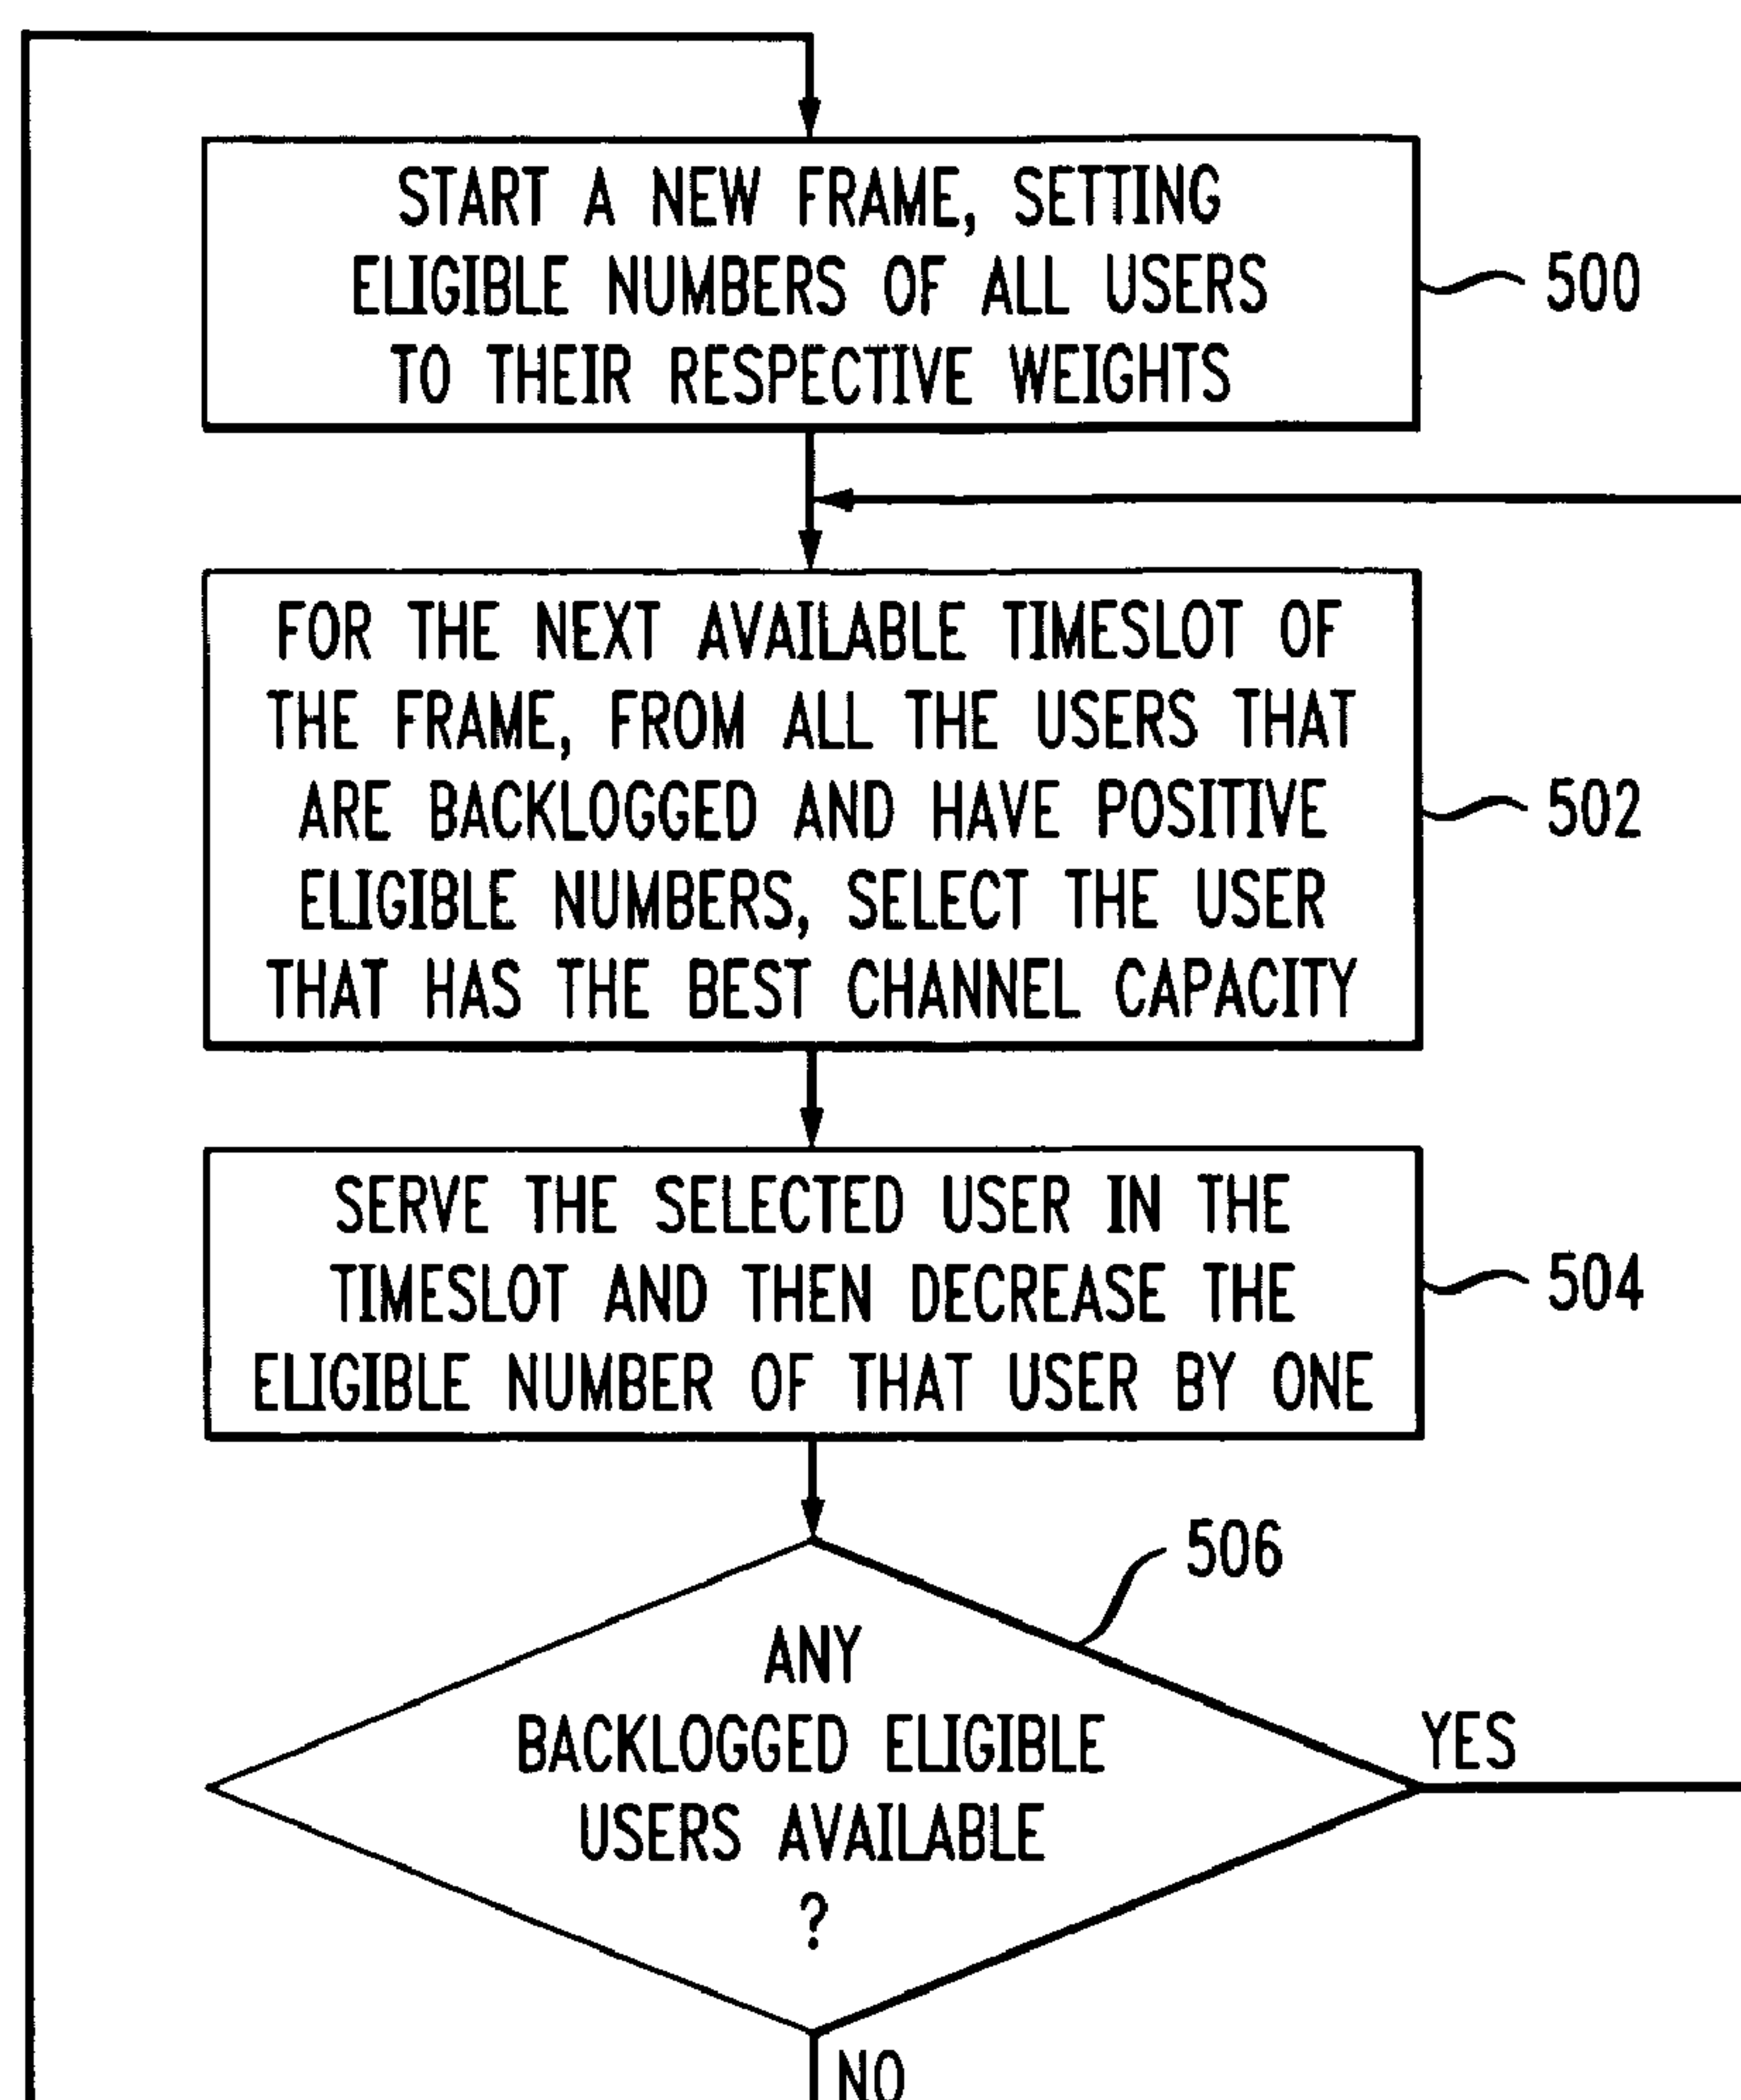 START A NEW FRAME, SETTING
ELIGIBLE NUMBERS OF ALL USERS
TO THEIR RESPECTIVE WEIGHTS
500
FOR THE NEXT AVAILABLE TIMESLOT OF
THE FRAME, FROM ALL THE USERS THAT
ARE BACKLOGGED AND HAVE POSITIVE
ELIGIBLE NUMBERS, SELECT THE USER
THAT HAS THE BEST CHANNEL CAPACITY
502
SERVE THE SELECTED USER IN THE
TIMESLOT AND THEN DECREASE THE
ELIGIBLE NUMBER OF THAT USER BY ONE
504
506
ANY
BACKLOGGED ELIGIBLE
USERS AVAILABLE
?
YES
NO